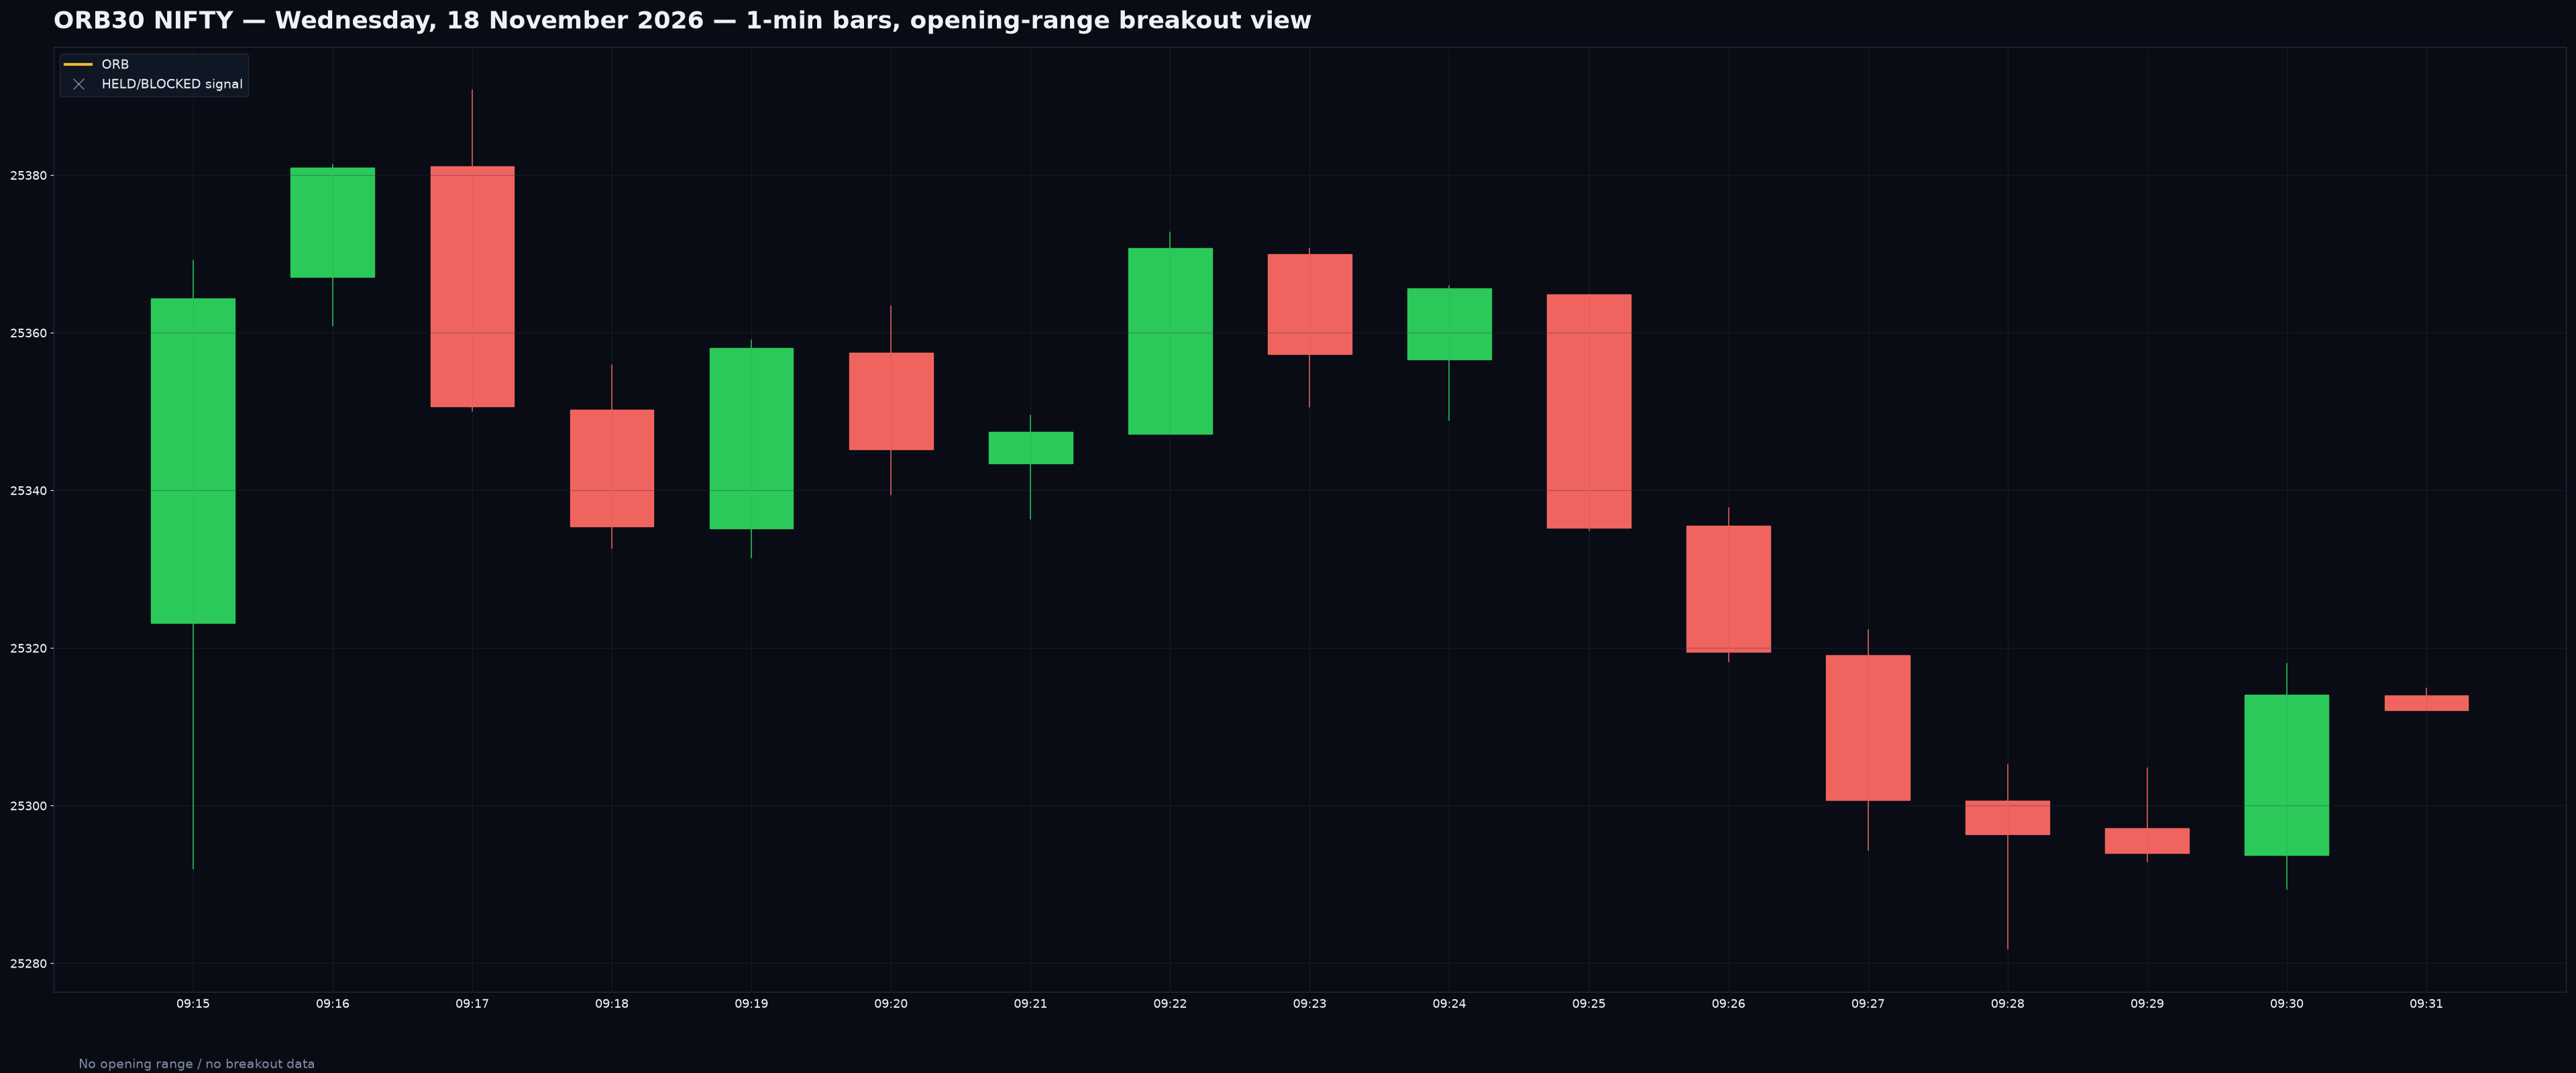 ORB30 NIFTY — Wednesday, 18 November 2026 — 1-min bars, opening-range breakout view
ORB
HELD/BLOCKED signal
25380
25360
25340
25320
25300
25280
09:15 09:16 09:17 09:18 09:19 09:20 09:21 09:22 09:23 09:24 09:25 09:26 09:27 09:28 09:29 09:30 09:31
No opening range / no breakout data